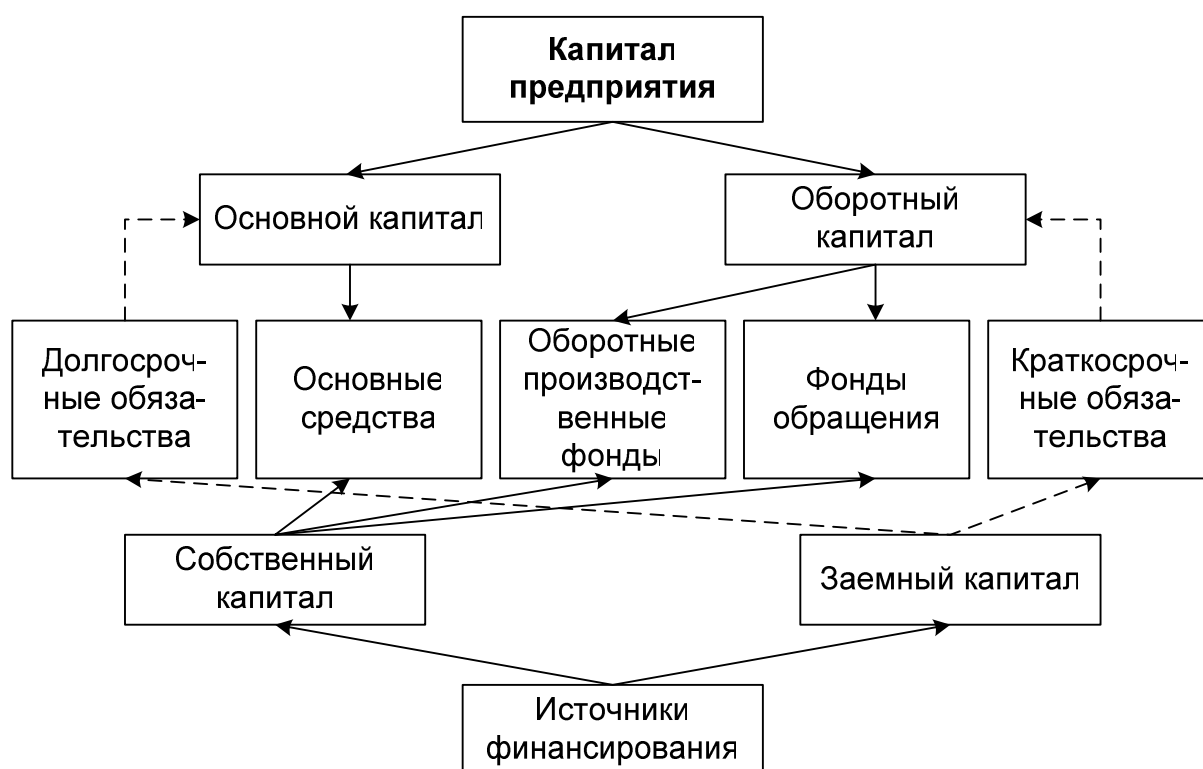 Капитал
предприятия
Основной капитал
Оборотный
капитал
Долгосроч-
ные обяза-
тельства
Основные
средства
Оборотные
производст-
венные
фонды
Фонды
обращения
Краткосроч-
ные обяза-
тельства
Собственный
капитал
Заемный капитал
Источники
финансирования